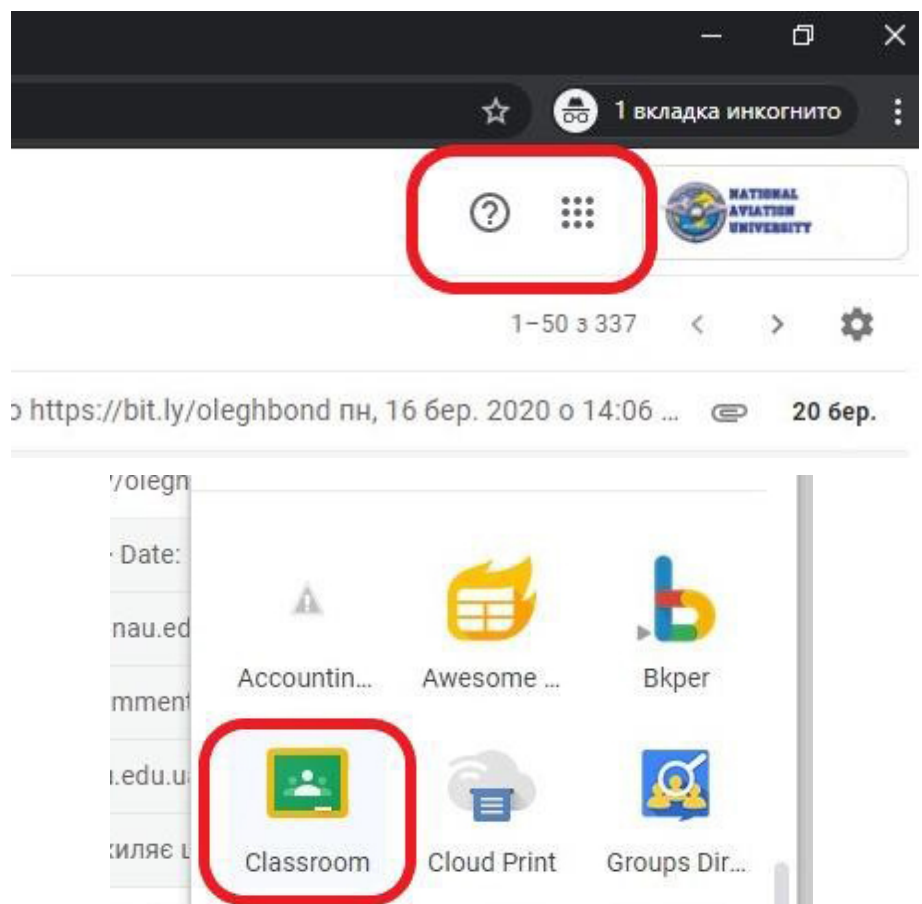 1 вкладка инкогнито
NATIONAL
AVIATION
UNIVERSITY
1–50 з 337
https://bit.ly/oleghbond пн, 16 бер. 2020 о 14:06 ...
20 бер.
/olegh
Date:
nau.ed
Accountin...
Awesome ...
Bkper
mment
.edu.u
Classroom
Cloud Print
Groups Dir...